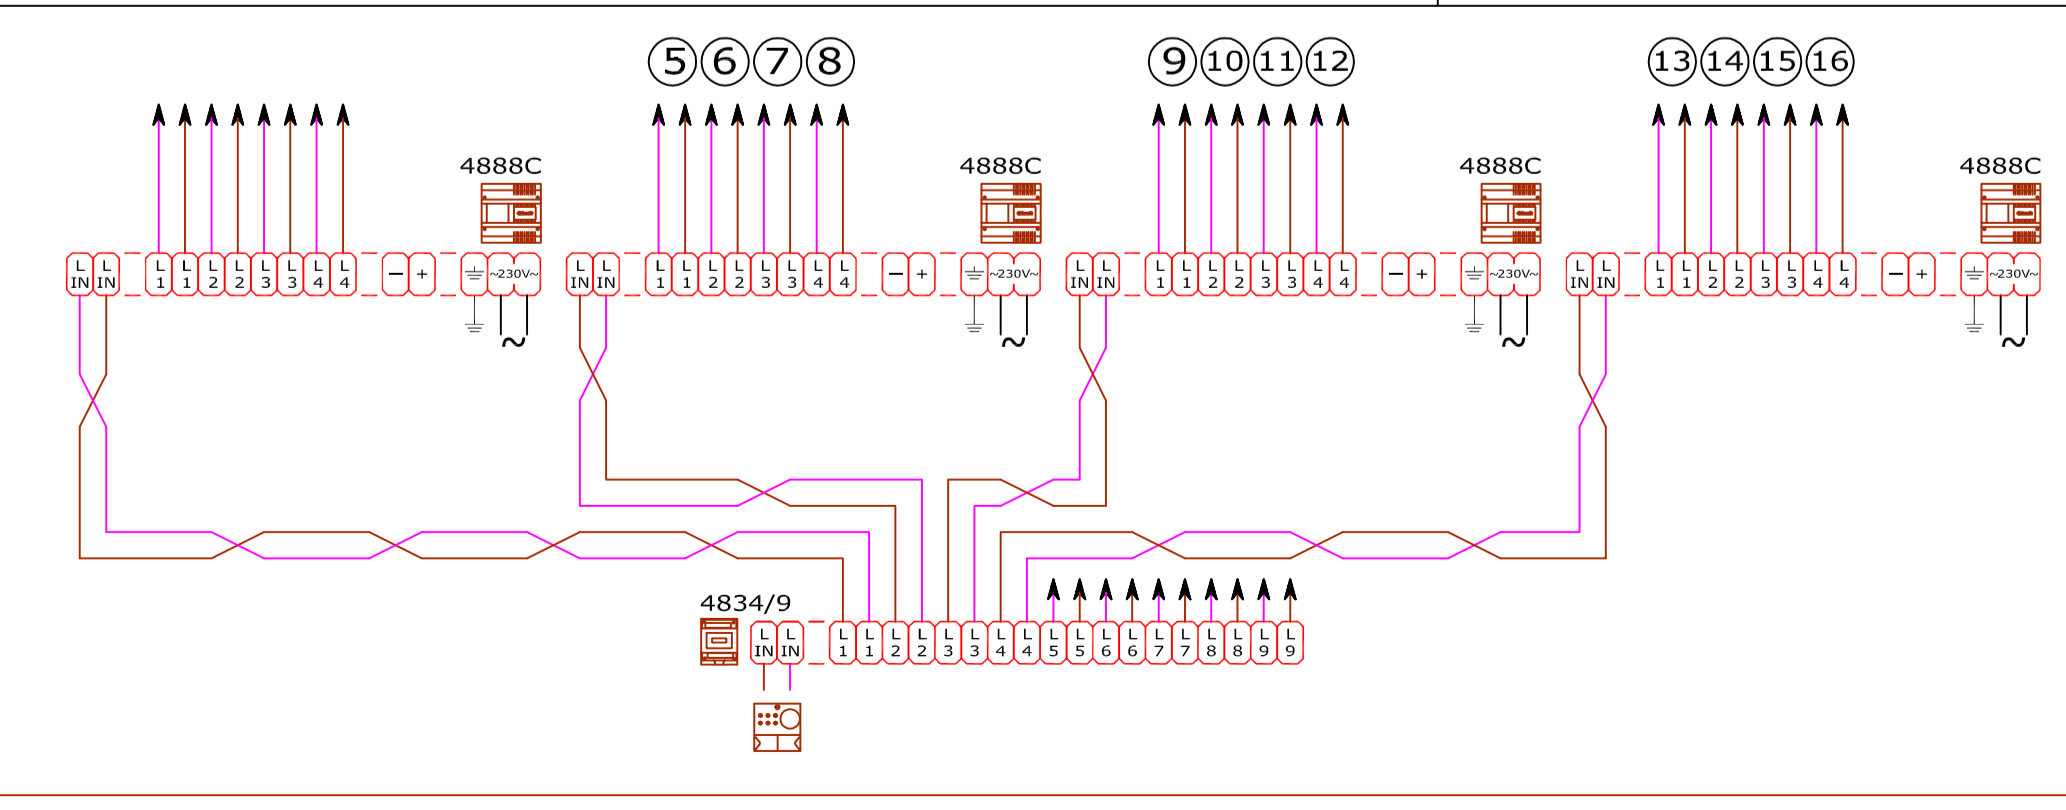 5 6 7 8 9 10 11 12 13 14 15 16
4888C 4888C 4888C 4888C
L IN L IN L 1 L 1 L 2 L 2 L 3 L 3 L 4 L 4 − + ~230V~
L IN L IN L 1 L 1 L 2 L 2 L 3 L 3 L 4 L 4 − + ~230V~
L IN L IN L 1 L 1 L 2 L 2 L 3 L 3 L 4 L 4 − + ~230V~
L IN L IN L 1 L 1 L 2 L 2 L 3 L 3 L 4 L 4 − + ~230V~
~ ~ ~ ~
4834/9
L IN L IN L 1 L 1 L 2 L 2 L 3 L 3 L 4 L 4 L 5 L 5 L 6 L 6 L 7 L 7 L 8 L 8 L 9 L 9